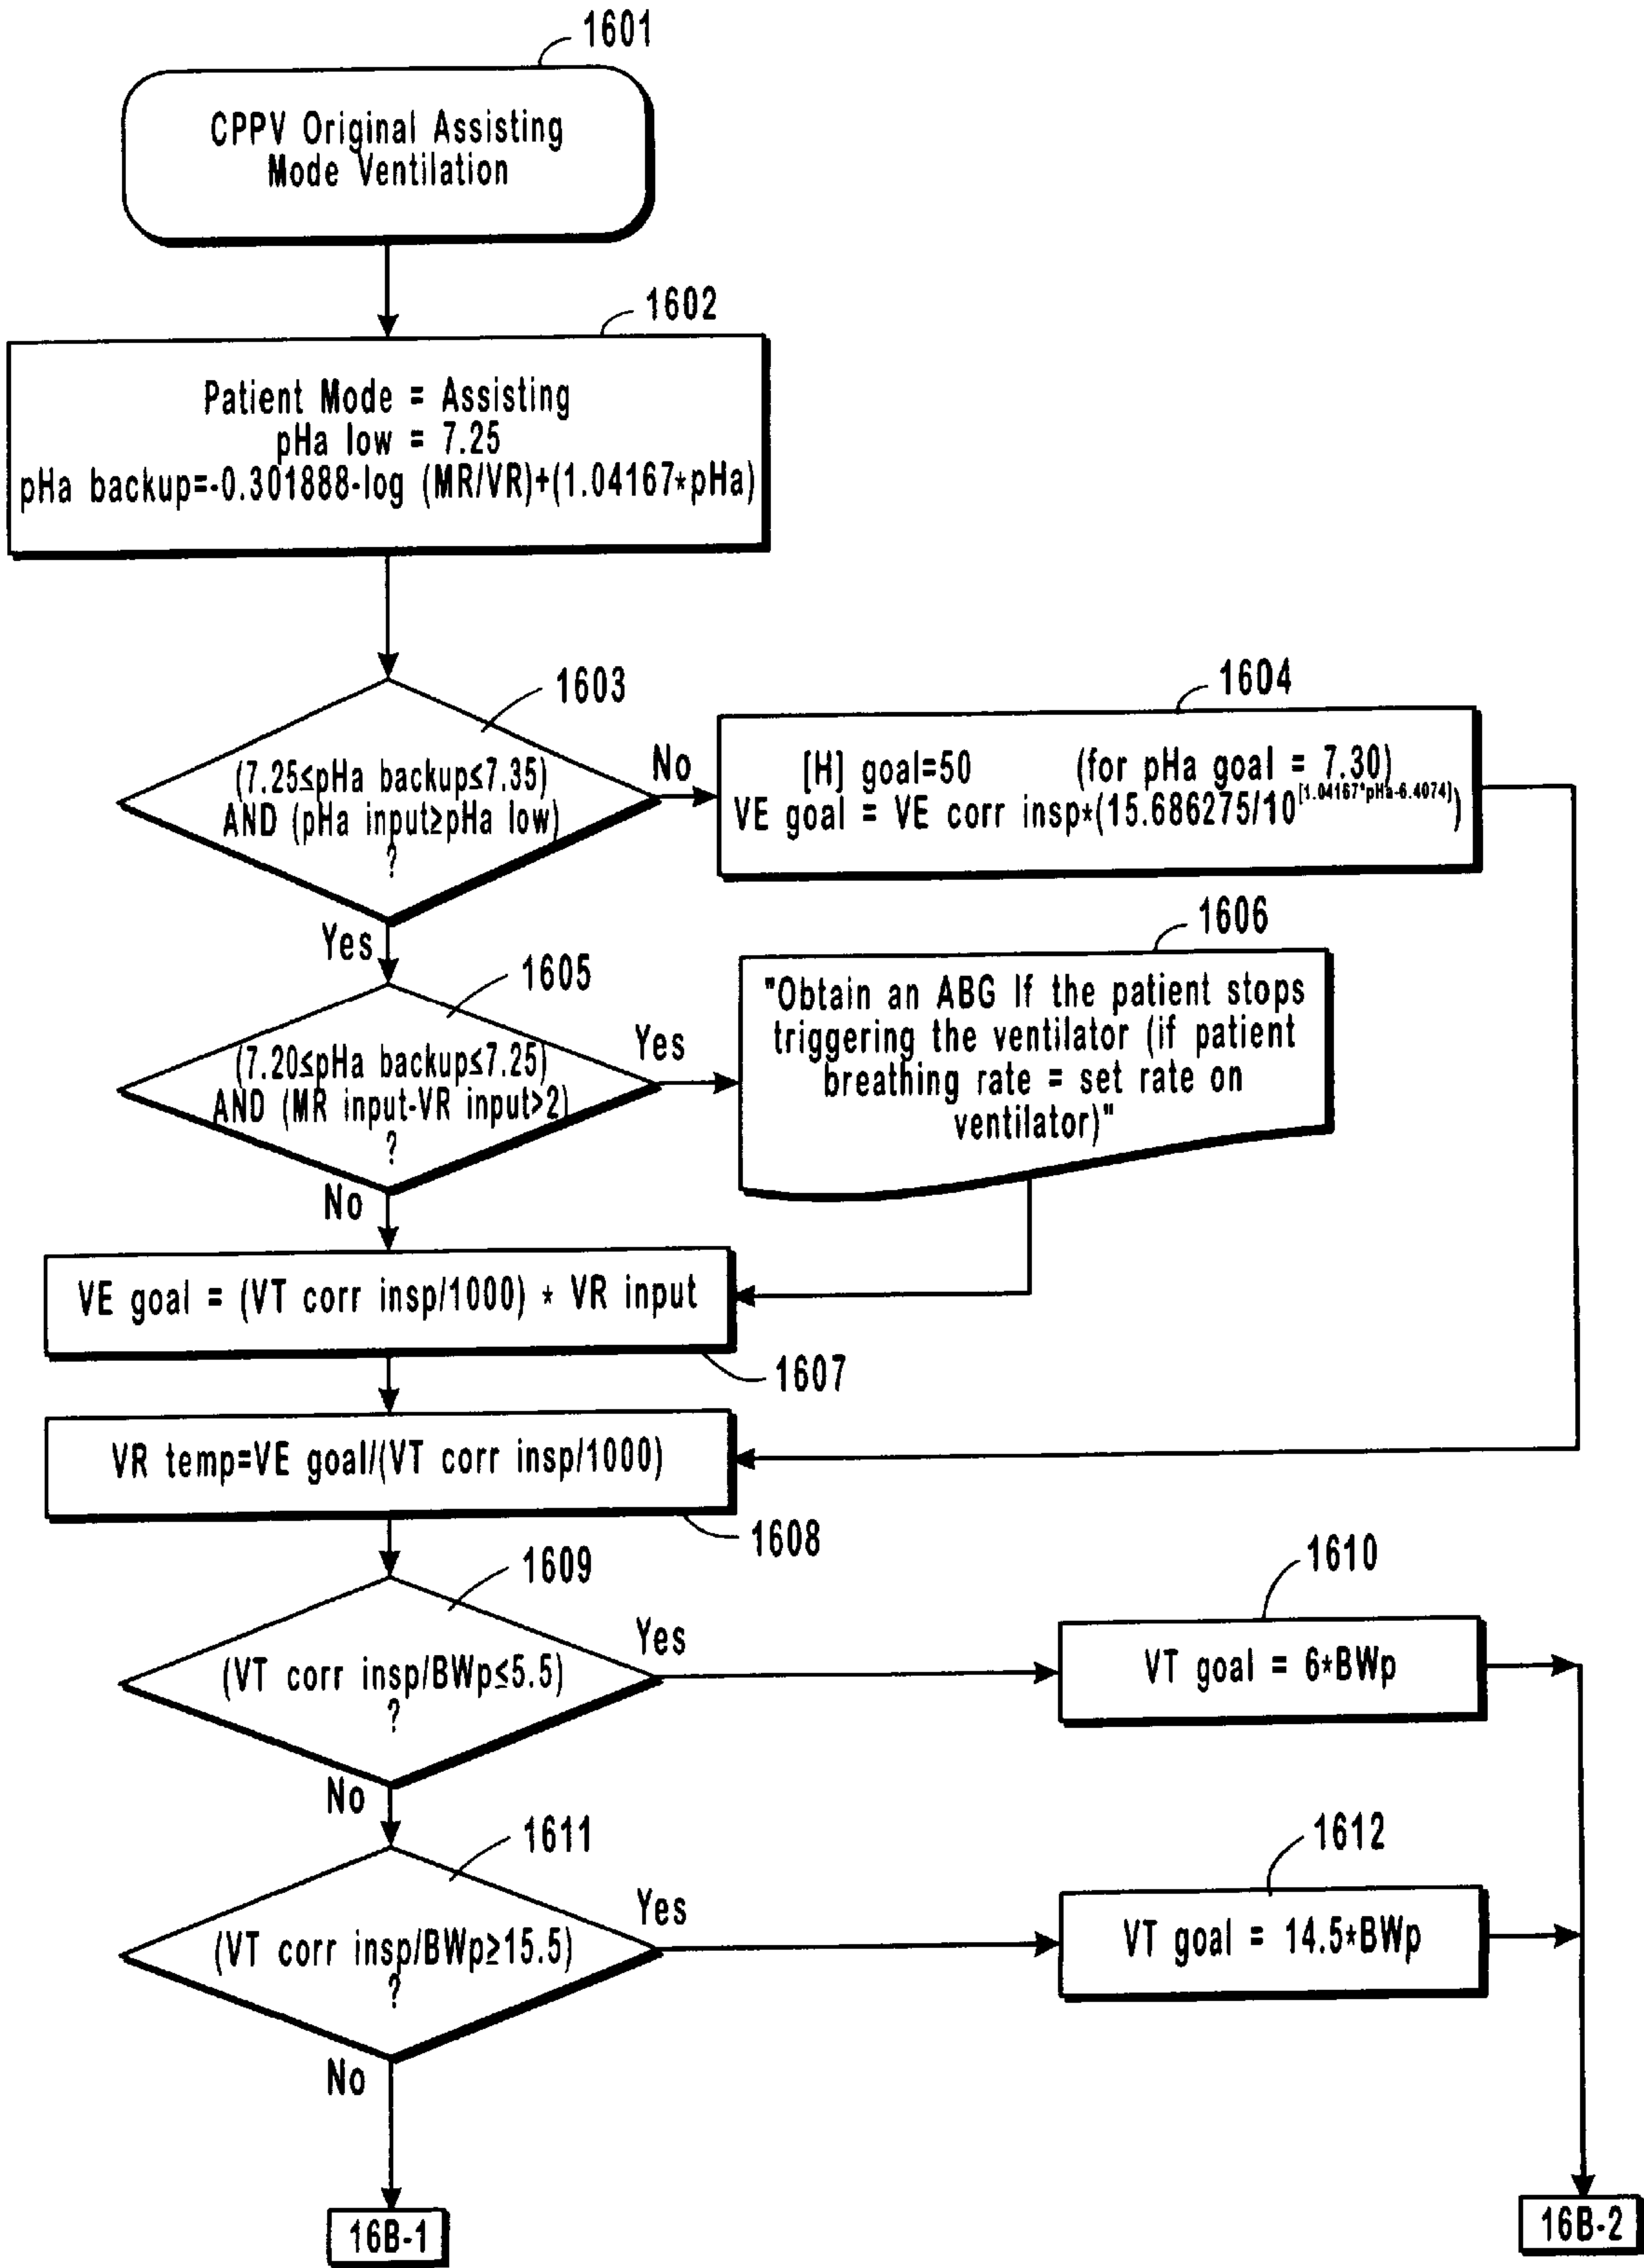 1601
CPPV Original Assisting
Mode Ventilation
1602
Patient Mode = Assisting
pHa low = 7.25
pHa backup=-0.301888-log (MR/VR)+(1.04167*pHa)
1603
(7.25≤pHa backup≤7.35)
AND (pHa input≥pHa low)
?
No
Yes
1604
[H] goal=50 (for pHa goal = 7.30)
VE goal = VE corr insp*(15.686275/10[1.04167*pHa-6.4074])
1605
(7.20≤pHa backup≤7.25)
AND (MR input-VR input>2)
?
Yes
No
1606
"Obtain an ABG If the patient stops
triggering the ventilator (if patient
breathing rate = set rate on
ventilator)"
VE goal = (VT corr insp/1000) * VR input
1607
VR temp=VE goal/(VT corr insp/1000)
1608
1609
(VT corr insp/BWp≤5.5)
?
Yes
No
1610
VT goal = 6*BWp
1611
(VT corr insp/BWp≥15.5)
?
Yes
No
1612
VT goal = 14.5*BWp
16B-1
16B-2